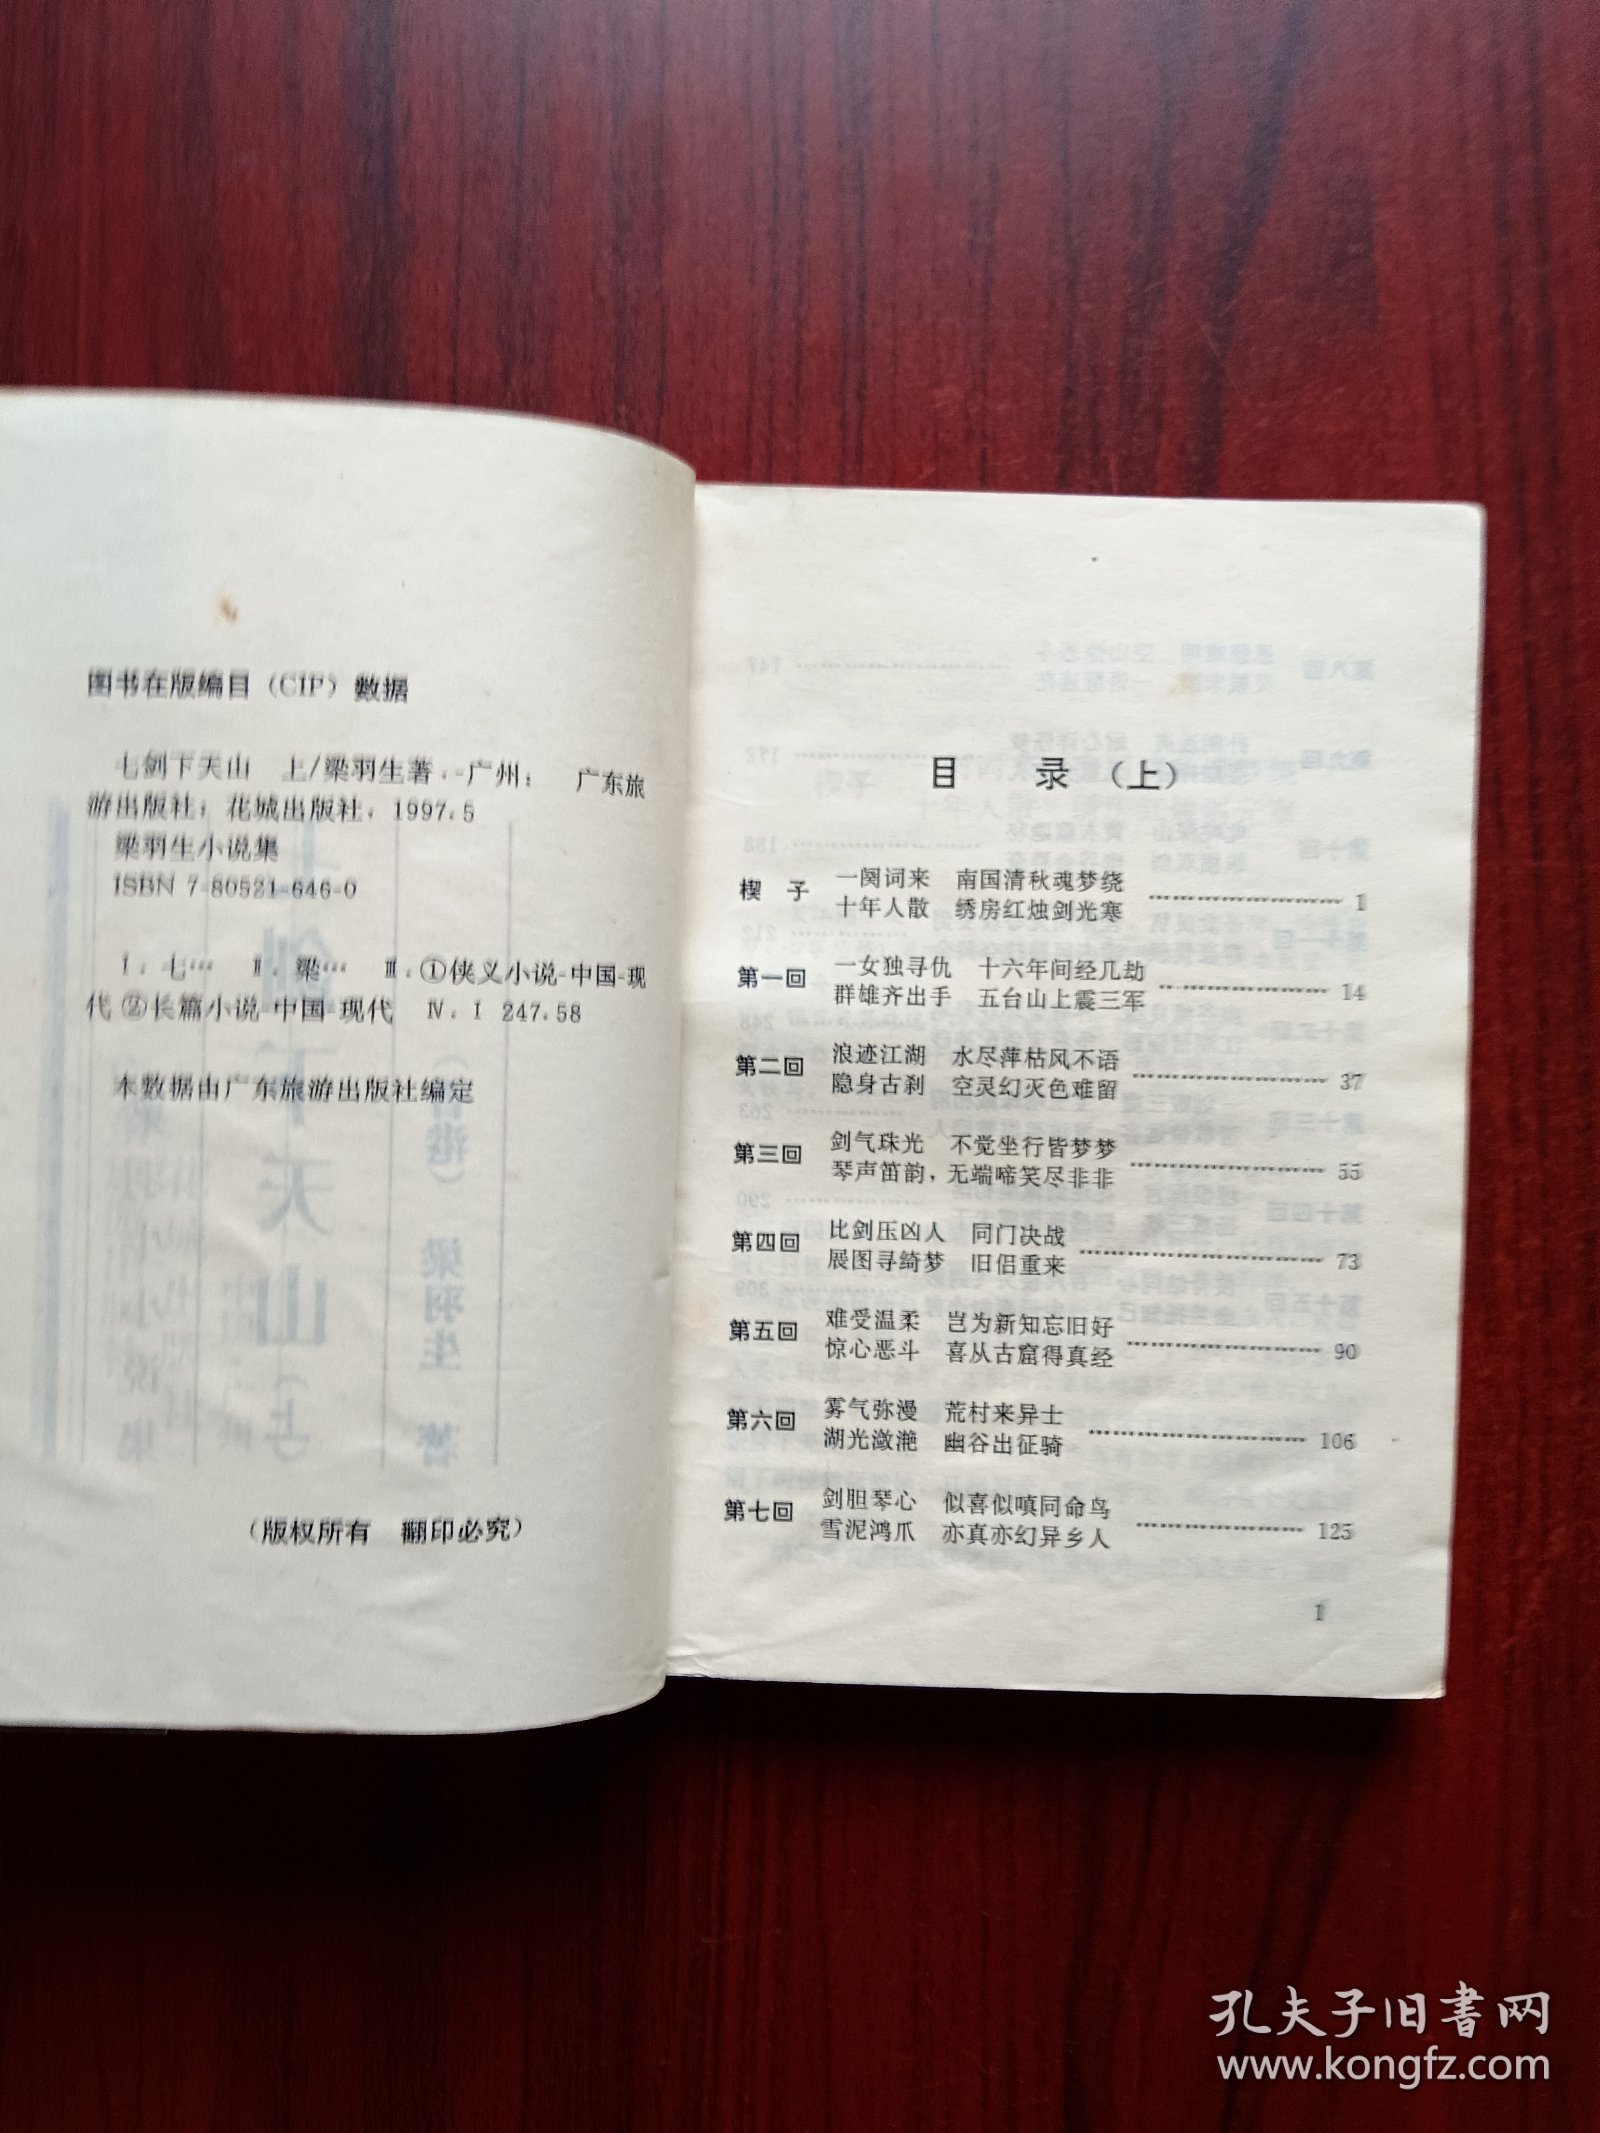 图书在版编目（CIP）数据
七剑下天山　上/梁羽生著.-广州：　广东旅
游出版社；花城出版社，1997.5
梁羽生小说集
ISBN 7-80521-646-0
Ⅰ．七…　Ⅱ．梁…　Ⅲ．①侠义小说-中国-现
代 ②长篇小说-中国-现代　Ⅳ．I 247.58
本数据由广东旅游出版社编定
（版权所有　翻印必究）
目　录（上）
楔　子　一阕词来　南国清秋魂梦绕
十年人散　绣房红烛剑光寒 …………………… 1
第一回　一女独寻仇　十六年间经几劫
群雄齐出手　五台山上震三军 ………………… 14
第二回　浪迹江湖　水尽萍枯风不语
隐身古刹　空灵幻灭色难留 …………………… 37
第三回　剑气珠光　不觉坐行皆梦梦
琴声笛韵，无端啼笑尽非非 …………………… 55
第四回　比剑压凶人　同门决战
展图寻绮梦　旧侣重来 ………………………… 73
第五回　难受温柔　岂为新知忘旧好
惊心恶斗　喜从古窟得真经 …………………… 90
第六回　雾气弥漫　荒村来异士
湖光潋滟　幽谷出征骑 ……………………… 106
第七回　剑胆琴心　似喜似嗔同命鸟
雪泥鸿爪　亦真亦幻异乡人 ………………… 125
1
孔夫子旧书网
www.kongfz.com